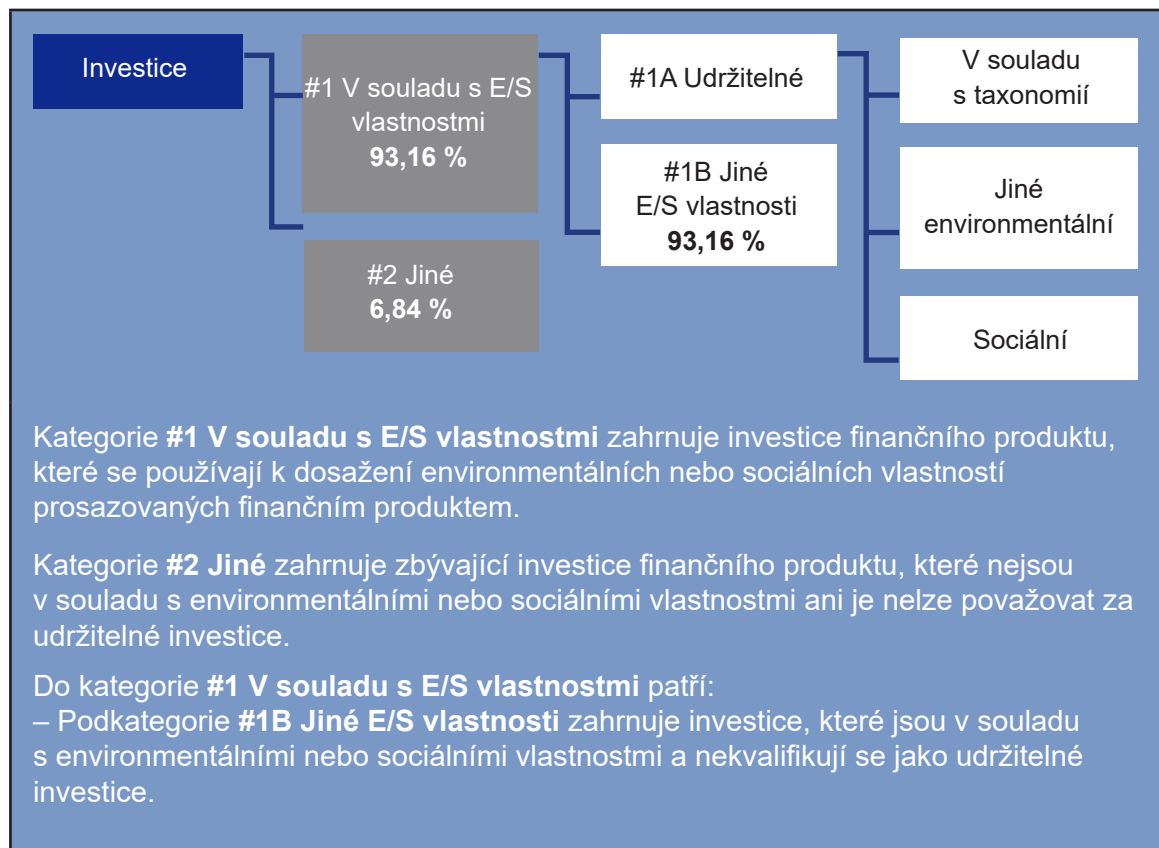 Investice
#1 V souladu s E/S
vlastnostmi
93,16 %
#2 Jiné
6,84 %
#1A Udržitelné
#1B Jiné
E/S vlastnosti
93,16 %
V souladu
s taxonomií
Jiné
environmentální
Sociální
Kategorie #1 V souladu s E/S vlastnostmi zahrnuje investice finančního produktu,
které se používají k dosažení environmentálních nebo sociálních vlastností
prosazovaných finančním produktem.
Kategorie #2 Jiné zahrnuje zbývající investice finančního produktu, které nejsou
v souladu s environmentálními nebo sociálními vlastnostmi ani je nelze považovat za
udržitelné investice.
Do kategorie #1 V souladu s E/S vlastnostmi patří:
– Podkategorie #1B Jiné E/S vlastnosti zahrnuje investice, které jsou v souladu
s environmentálními nebo sociálními vlastnostmi a nekvalifikují se jako udržitelné
investice.